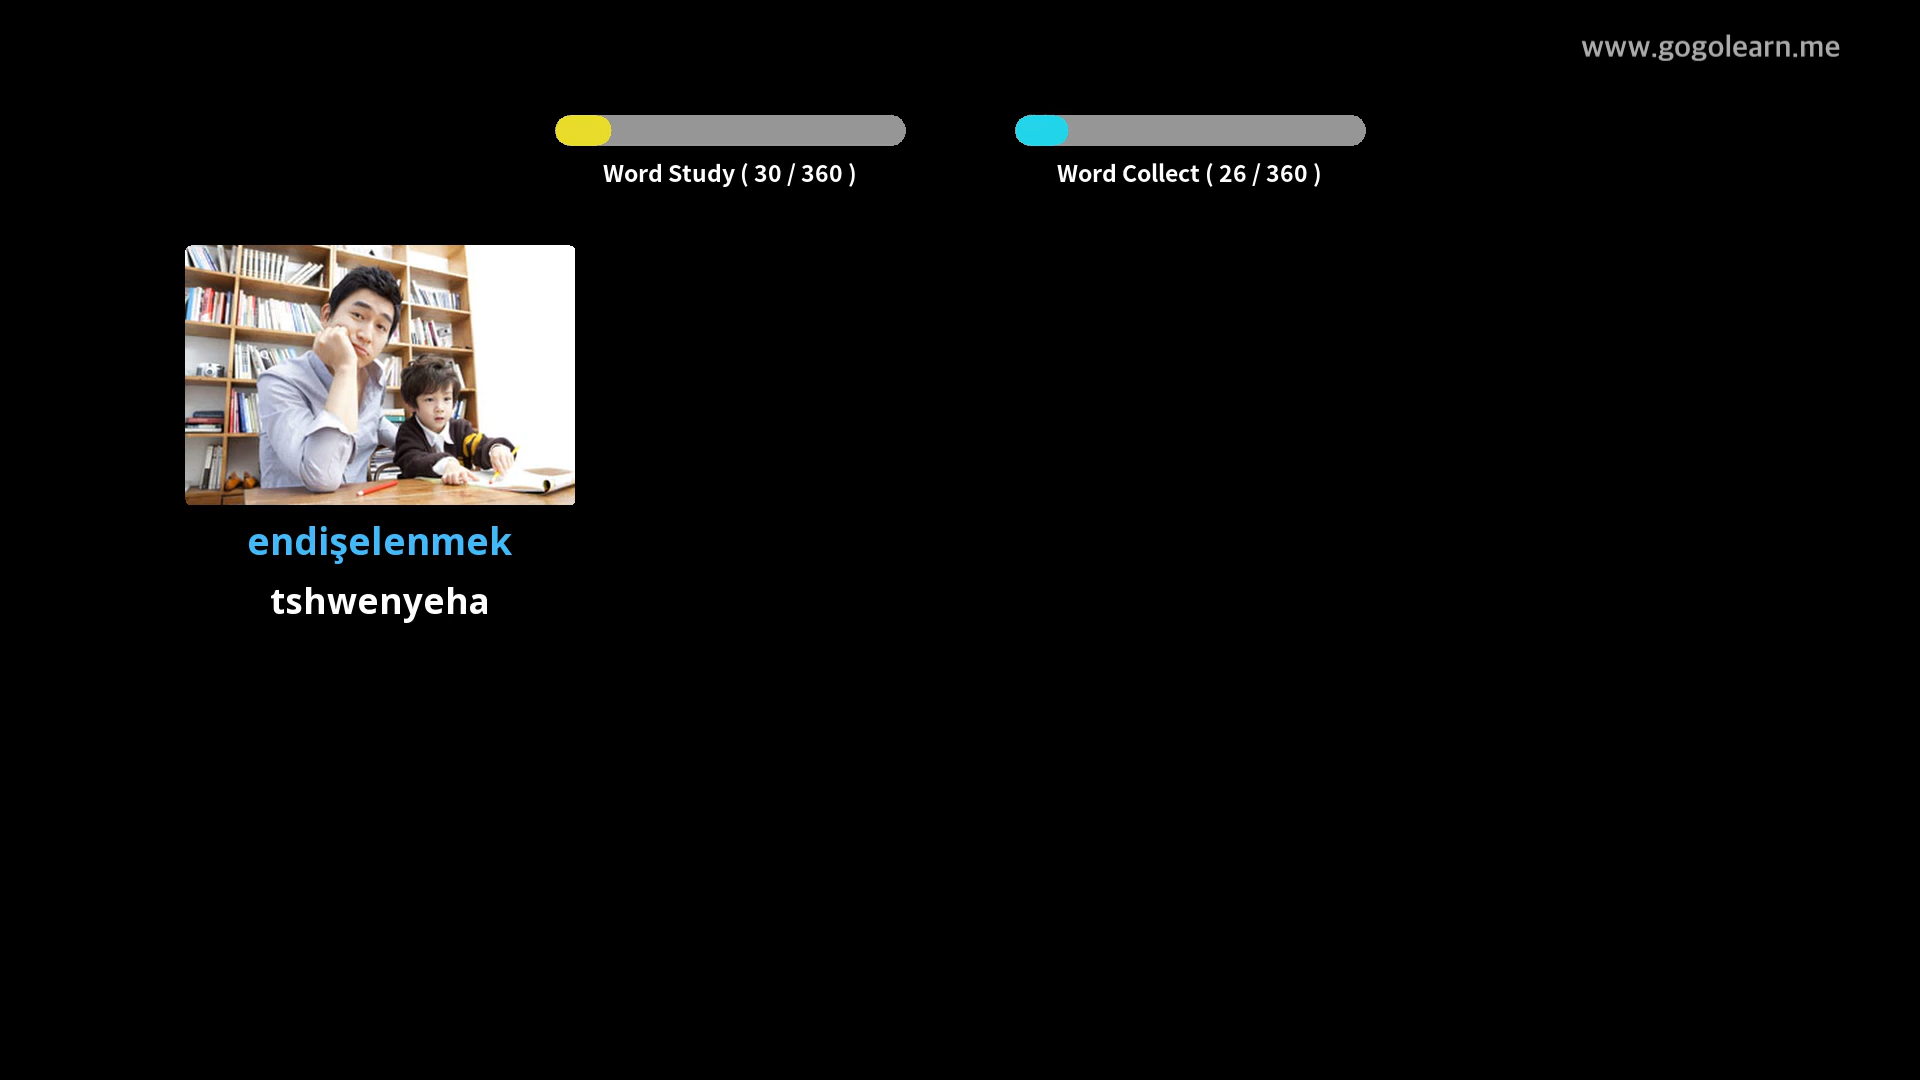 www.gogolearn.me
Word Study ( 30 / 360 )
Word Collect ( 26 / 360 )
endişelenmek
tshwenyeha